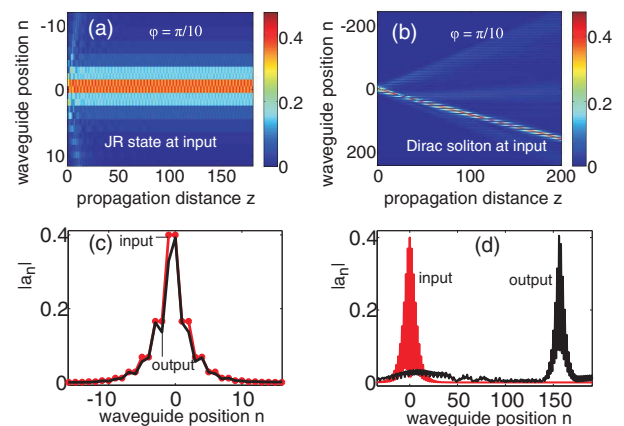 (a)
φ = π/10
JR state at input
waveguide position n
-10
0
10
0
50
100
150
propagation distance z
0.4
0.2
0
(b)
φ = π/10
Dirac soliton at input
waveguide position n
-200
0
200
0
100
200
propagation distance z
0.4
0.2
0
(c)
input
output
|aₙ|
0.4
0.2
0
-10
0
10
waveguide position n
(d)
input
output
|aₙ|
0.4
0.2
0
0
50
100
150
waveguide position n